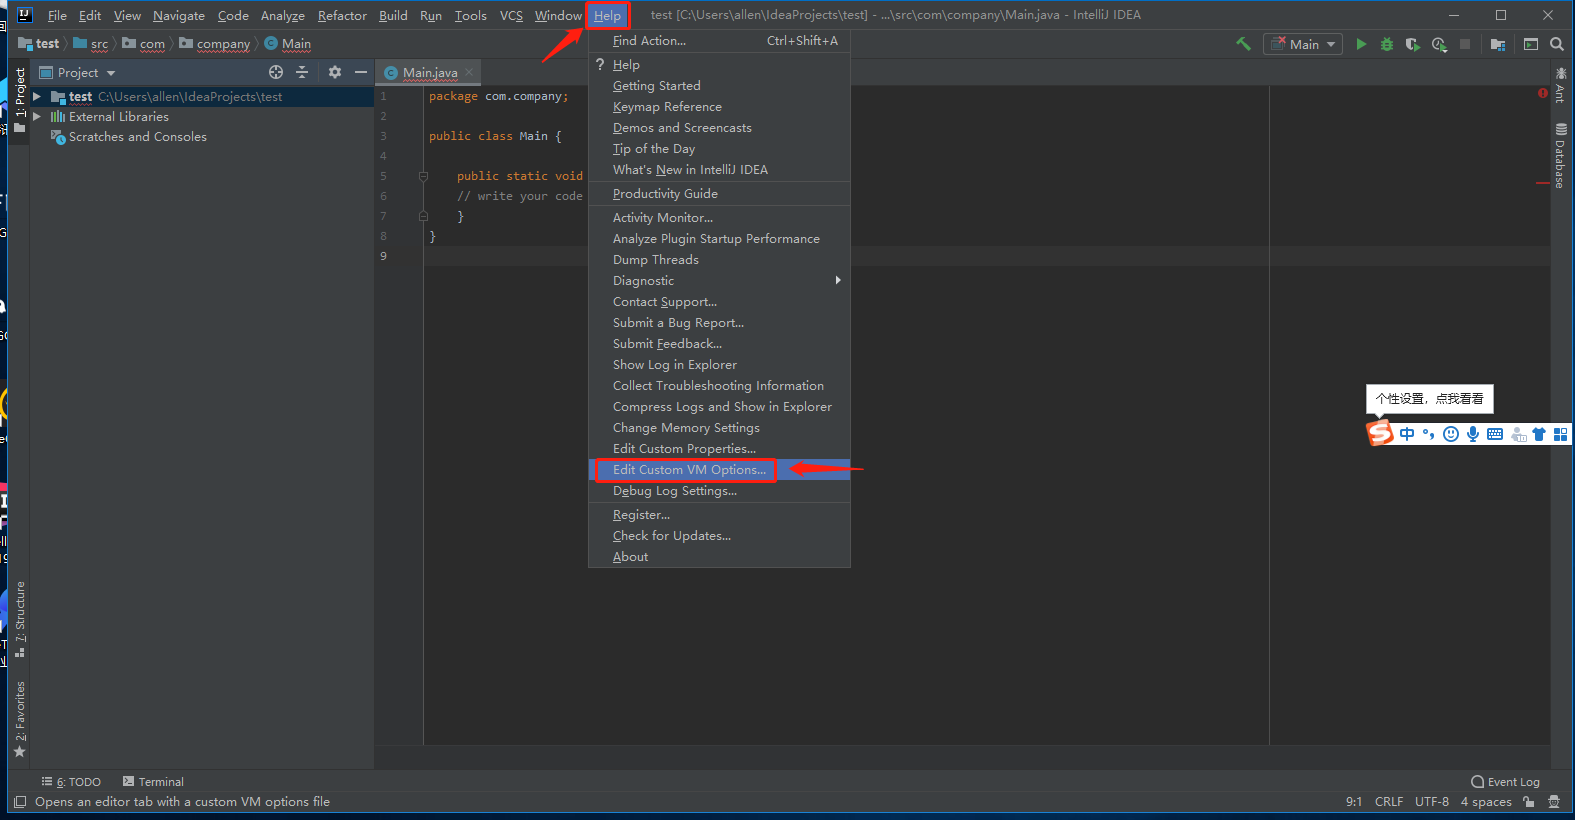 File Edit View Navigate Code Analyze Refactor Build Run Tools VCS Window Help test [C:\Users\allen\IdeaProjects\test] - ...\src\com\company\Main.java - IntelliJ IDEA
test src com company Main
Main
Project
Main.java
1: Project
test C:\Users\allen\IdeaProjects\test
External Libraries
Scratches and Consoles
1 package com.company;
2
3 public class Main {
4
5 public static void
6 // write your code
7 }
8 }
9
Find Action... Ctrl+Shift+A
? Help
Getting Started
Keymap Reference
Demos and Screencasts
Tip of the Day
What's New in IntelliJ IDEA
Productivity Guide
Activity Monitor...
Analyze Plugin Startup Performance
Dump Threads
Diagnostic
Contact Support...
Submit a Bug Report...
Submit Feedback...
Show Log in Explorer
Collect Troubleshooting Information
Compress Logs and Show in Explorer
Change Memory Settings
Edit Custom Properties...
Edit Custom VM Options...
Debug Log Settings...
Register...
Check for Updates...
About
Ant
Database
个性设置，点我看看
中
7: Structure
2: Favorites
6: TODO Terminal Event Log
Opens an editor tab with a custom VM options file 9:1 CRLF UTF-8 4 spaces